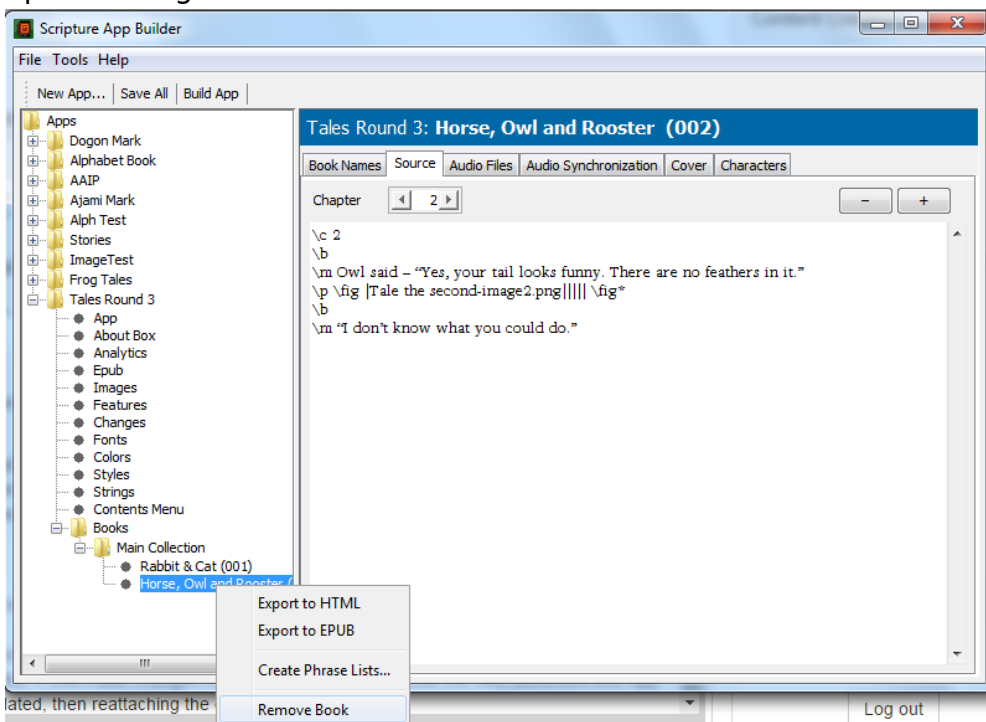 Scripture App Builder
File Tools Help
New App... Save All Build App
Apps
Dogon Mark
Alphabet Book
AAIP
Ajami Mark
Alph Test
Stories
ImageTest
Frog Tales
Tales Round 3
App
About Box
Analytics
Epub
Images
Features
Changes
Fonts
Colors
Styles
Strings
Contents Menu
Books
Main Collection
Rabbit & Cat (001)
Horse, Owl and Rooster (
Tales Round 3: Horse, Owl and Rooster (002)
Book Names Source Audio Files Audio Synchronization Cover Characters
Chapter 2 - +
\c 2
\b
\m Owl said – “Yes, your tail looks funny. There are no feathers in it.”
\p \fig |Tale the second-image2.png||||| \fig*
\b
\m “I don’t know what you could do.”
Export to HTML
Export to EPUB
Create Phrase Lists...
Remove Book
lated, then reattaching the
Log out